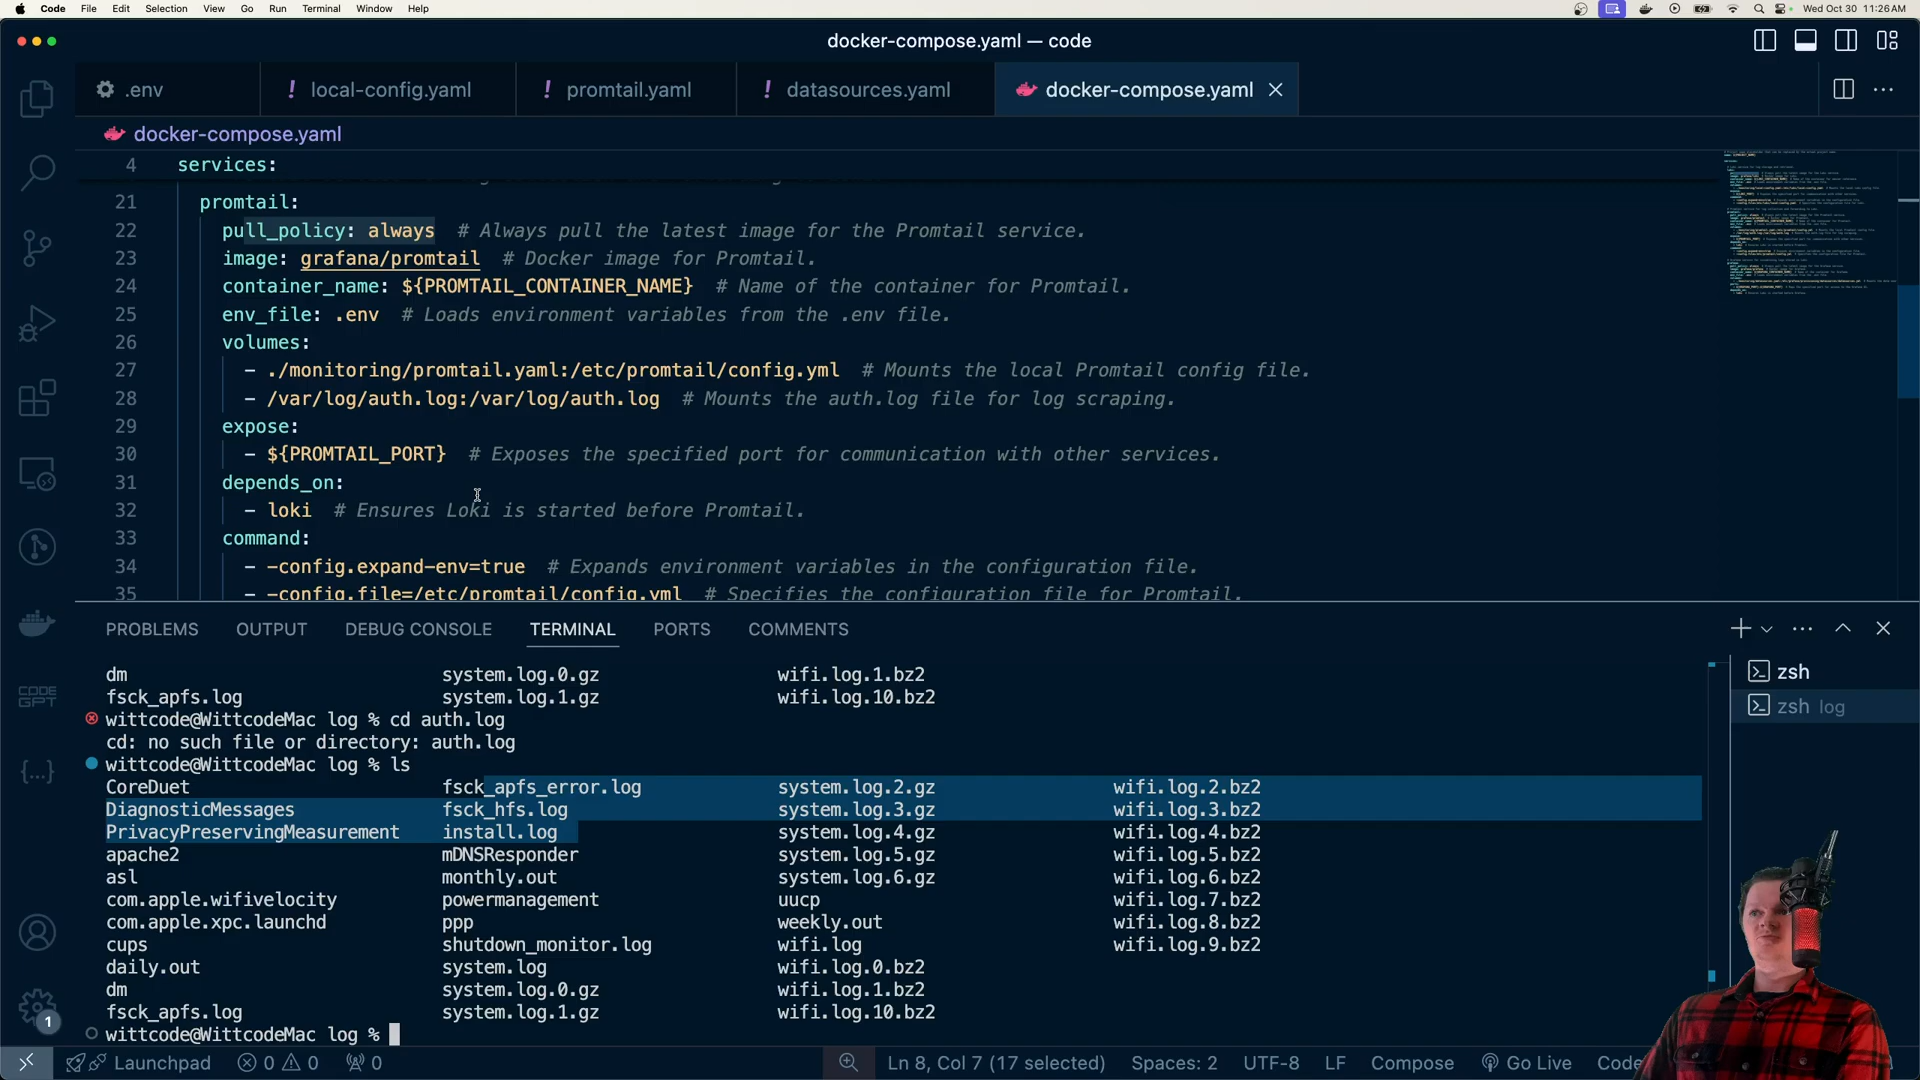 Code File Edit Selection View Go Run Terminal Window Help Wed Oct 30 11:26 AM
docker-compose.yaml — code
.env local-config.yaml promtail.yaml datasources.yaml docker-compose.yaml
docker-compose.yaml
4 services:
21 promtail:
22 pull_policy: always # Always pull the latest image for the Promtail service.
23 image: grafana/promtail # Docker image for Promtail.
24 container_name: ${PROMTAIL_CONTAINER_NAME} # Name of the container for Promtail.
25 env_file: .env # Loads environment variables from the .env file.
26 volumes:
27 - ./monitoring/promtail.yaml:/etc/promtail/config.yml # Mounts the local Promtail config file.
28 - /var/log/auth.log:/var/log/auth.log # Mounts the auth.log file for log scraping.
29 expose:
30 - ${PROMTAIL_PORT} # Exposes the specified port for communication with other services.
31 depends_on:
32 - loki # Ensures Loki is started before Promtail.
33 command:
34 - -config.expand-env=true # Expands environment variables in the configuration file.
35 - -config.file=/etc/promtail/config.yml # Specifies the configuration file for Promtail.
PROBLEMS OUTPUT DEBUG CONSOLE TERMINAL PORTS COMMENTS
zsh
zsh log
dm system.log.0.gz wifi.log.1.bz2
fsck_apfs.log system.log.1.gz wifi.log.10.bz2
wittcode@WittcodeMac log % cd auth.log
cd: no such file or directory: auth.log
wittcode@WittcodeMac log % ls
CoreDuet fsck_apfs_error.log system.log.2.gz wifi.log.2.bz2
DiagnosticMessages fsck_hfs.log system.log.3.gz wifi.log.3.bz2
PrivacyPreservingMeasurement install.log system.log.4.gz wifi.log.4.bz2
apache2 mDNSResponder system.log.5.gz wifi.log.5.bz2
asl monthly.out system.log.6.gz wifi.log.6.bz2
com.apple.wifivelocity powermanagement uucp wifi.log.7.bz2
com.apple.xpc.launchd ppp weekly.out wifi.log.8.bz2
cups shutdown_monitor.log wifi.log wifi.log.9.bz2
daily.out system.log wifi.log.0.bz2
dm system.log.0.gz wifi.log.1.bz2
fsck_apfs.log system.log.1.gz wifi.log.10.bz2
wittcode@WittcodeMac log %
CODE
GPT
1
Launchpad 0 0 0 Ln 8, Col 7 (17 selected) Spaces: 2 UTF-8 LF Compose Go Live Code